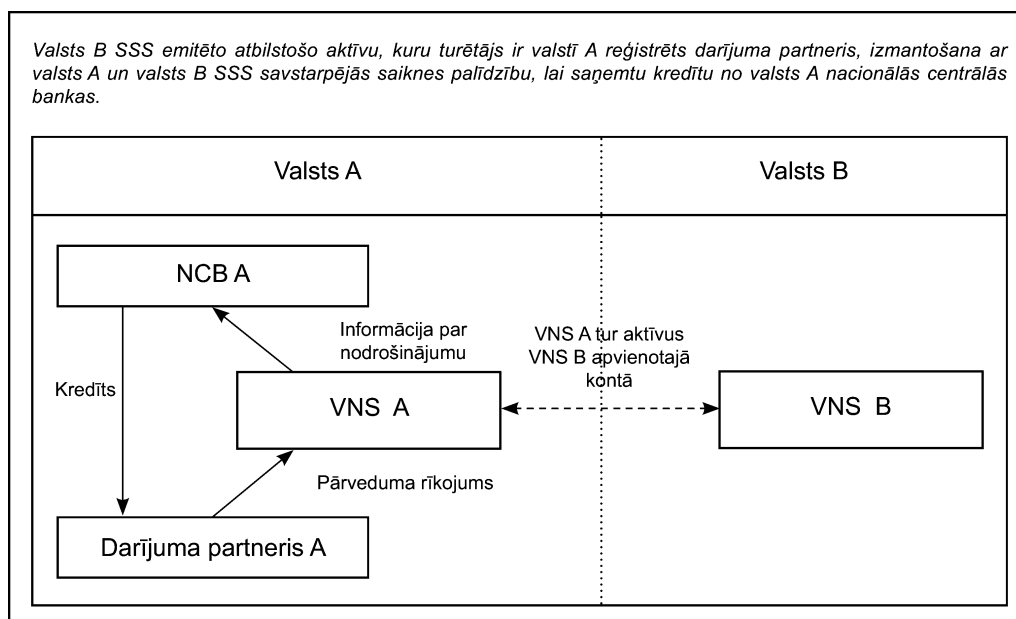 Valsts B SSS emitēto atbilstošo aktīvu, kuru turētājs ir valstī A reģistrēts darījuma partneris, izmantošana ar
valsts A un valsts B SSS savstarpējās saiknes palīdzību, lai saņemtu kredītu no valsts A nacionālās centrālās
bankas.
Valsts A
Valsts B
NCB A
Informācija par
nodrošinājumu
VNS A tur aktīvus
VNS B apvienotajā
kontā
Kredīts
VNS A
VNS B
Pārveduma rīkojums
Darījuma partneris A